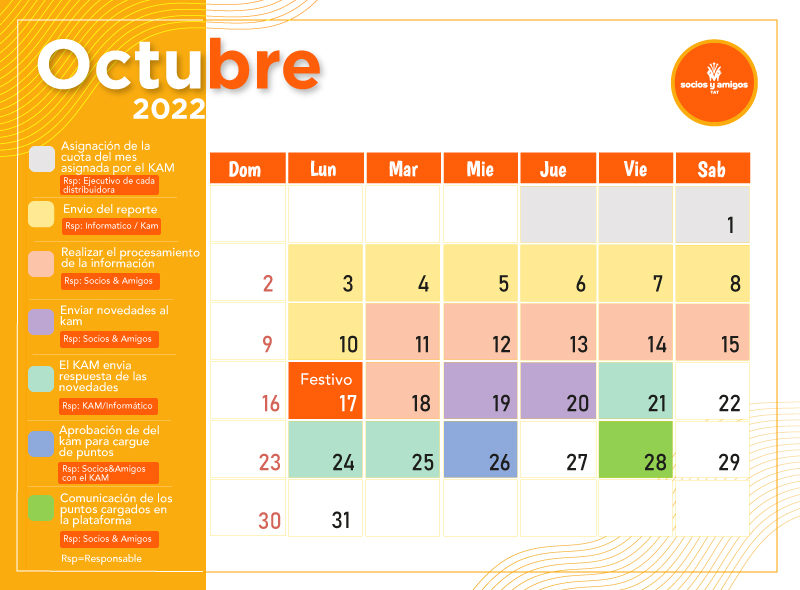 Octubre
2022
socios y amigos
TAT
Asignación de la
cuota del mes
asignada por el KAM
Rsp: Ejecutivo de cada
distribuidora
Envio del reporte
Rsp: Informatico / Kam
Realizar el procesamiento
de la información
Rsp: Socios & Amigos
Enviar novedades al
kam
Rsp: Socios & Amigos
El KAM envia
respuesta de las
novedades
Rsp: KAM/Informático
Aprobación de del
kam para cargue
de puntos
Rsp: Socios&Amigos
con el KAM
Comunicación de los
puntos cargados en
la plataforma
Rsp: Socios & Amigos
Rsp=Responsable
Dom Lun Mar Mie Jue Vie Sab
1
2 3 4 5 6 7 8
9 10 11 12 13 14 15
Festivo
16 17 18 19 20 21 22
23 24 25 26 27 28 29
30 31